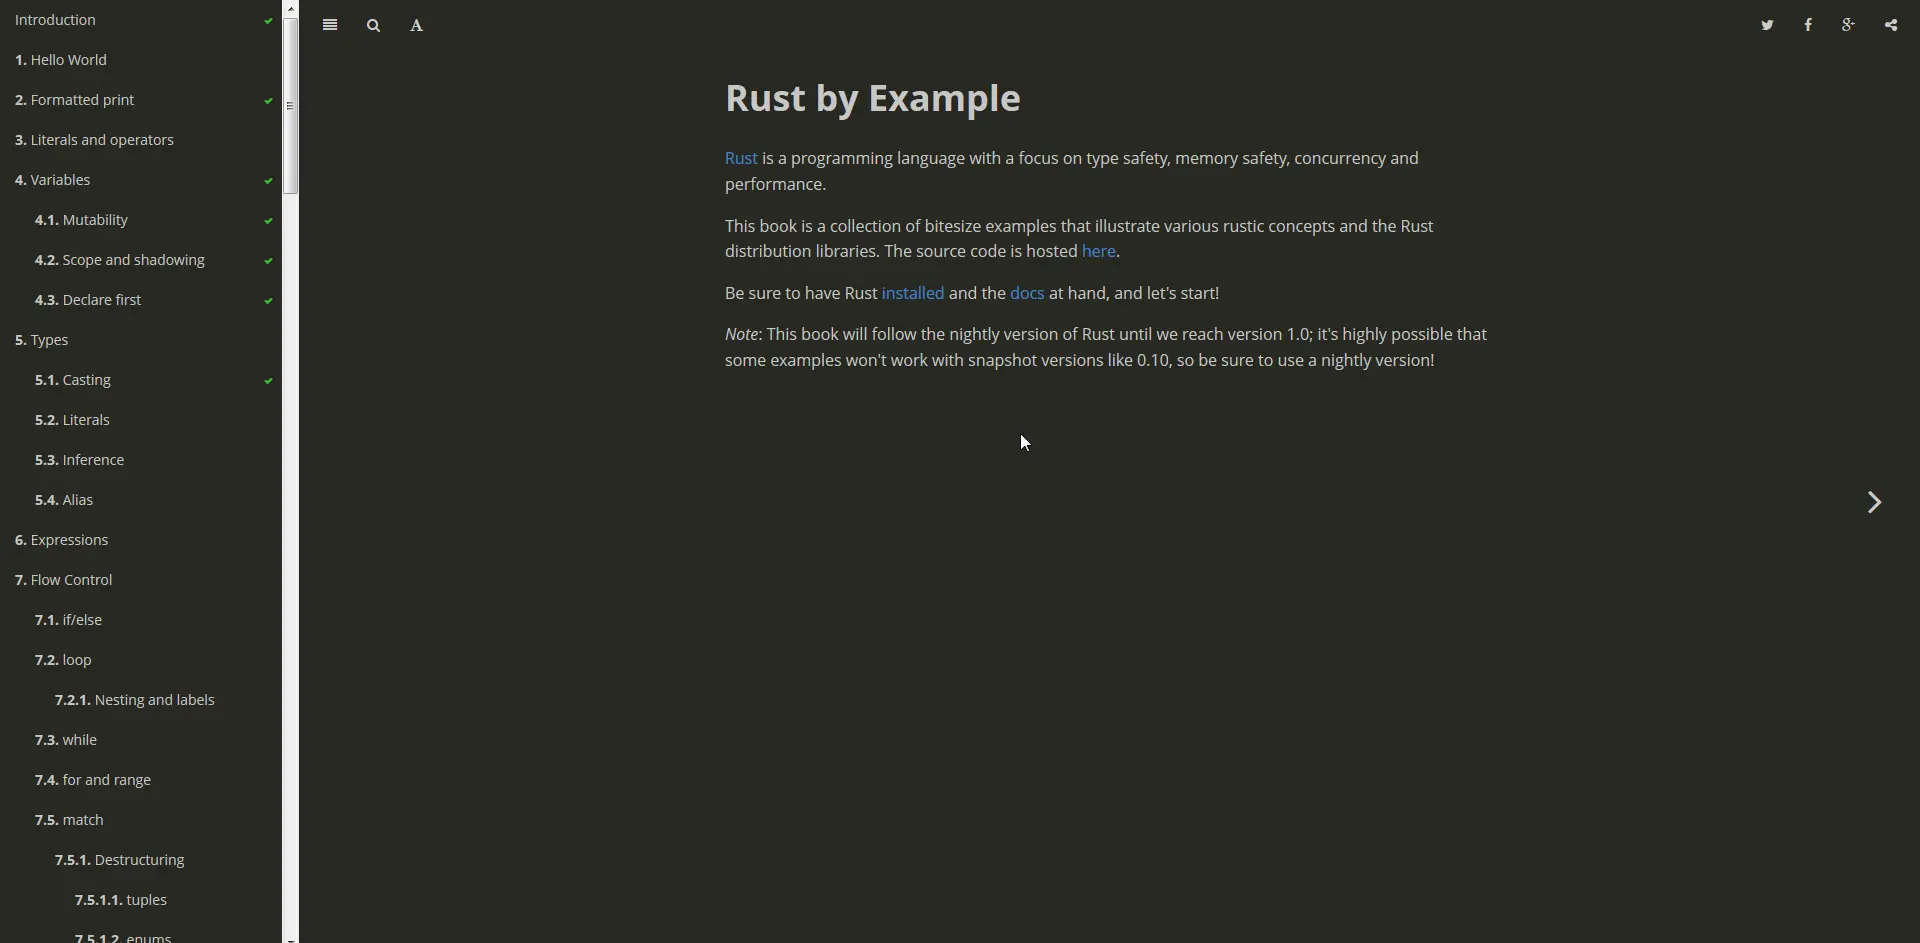 Introduction
1. Hello World
2. Formatted print
3. Literals and operators
4. Variables
4.1. Mutability
4.2. Scope and shadowing
4.3. Declare first
5. Types
5.1. Casting
5.2. Literals
5.3. Inference
5.4. Alias
6. Expressions
7. Flow Control
7.1. if/else
7.2. loop
7.2.1. Nesting and labels
7.3. while
7.4. for and range
7.5. match
7.5.1. Destructuring
7.5.1.1. tuples
7.5.1.2. enums
A
Rust by Example
Rust is a programming language with a focus on type safety, memory safety, concurrency and
performance.
This book is a collection of bitesize examples that illustrate various rustic concepts and the Rust
distribution libraries. The source code is hosted here.
Be sure to have Rust installed and the docs at hand, and let's start!
Note: This book will follow the nightly version of Rust until we reach version 1.0; it's highly possible that
some examples won't work with snapshot versions like 0.10, so be sure to use a nightly version!